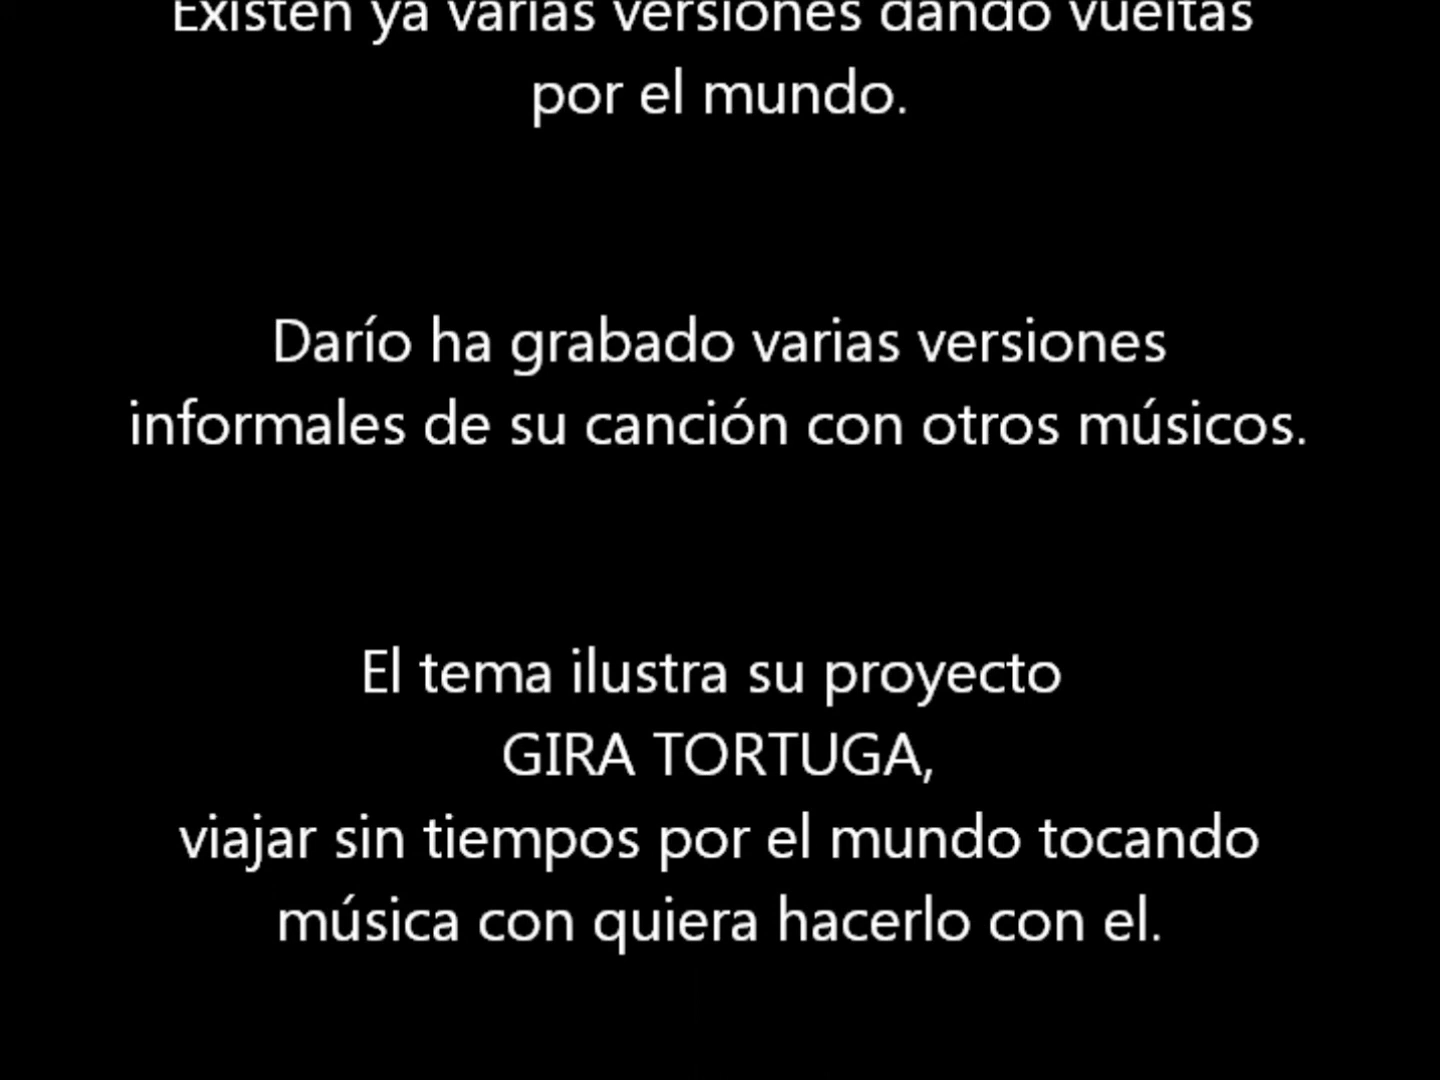 Existen ya varias versiones dando vueltas
por el mundo.
Darío ha grabado varias versiones
informales de su canción con otros músicos.
El tema ilustra su proyecto
GIRA TORTUGA,
viajar sin tiempos por el mundo tocando
música con quiera hacerlo con el.